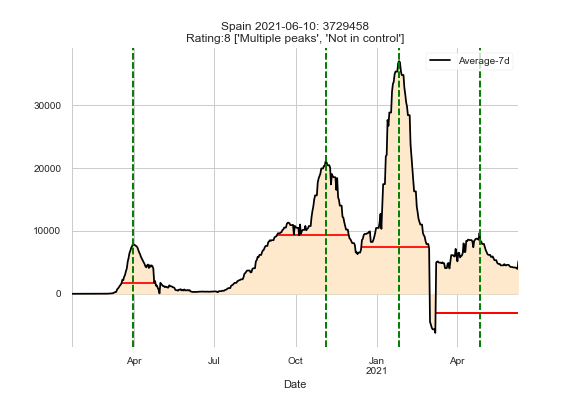 Spain 2021-06-10: 3729458
Rating:8 ['Multiple peaks', 'Not in control']
Average-7d
30000
20000
10000
0
Apr
Jul
Oct
Jan
2021
Apr
Date